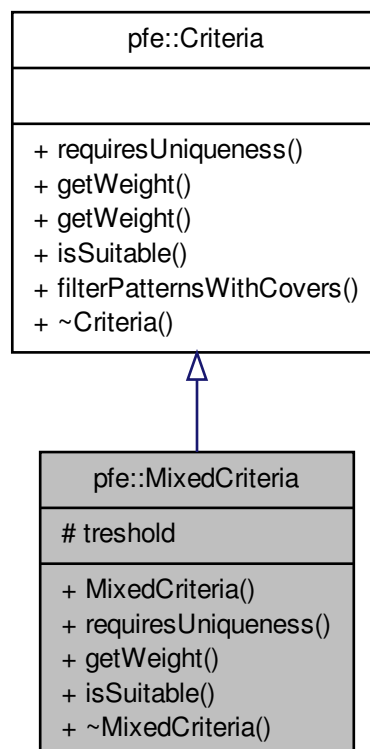 pfe::Criteria
+ requiresUniqueness()
+ getWeight()
+ getWeight()
+ isSuitable()
+ filterPatternsWithCovers()
+ ~Criteria()
pfe::MixedCriteria
# treshold
+ MixedCriteria()
+ requiresUniqueness()
+ getWeight()
+ isSuitable()
+ ~MixedCriteria()